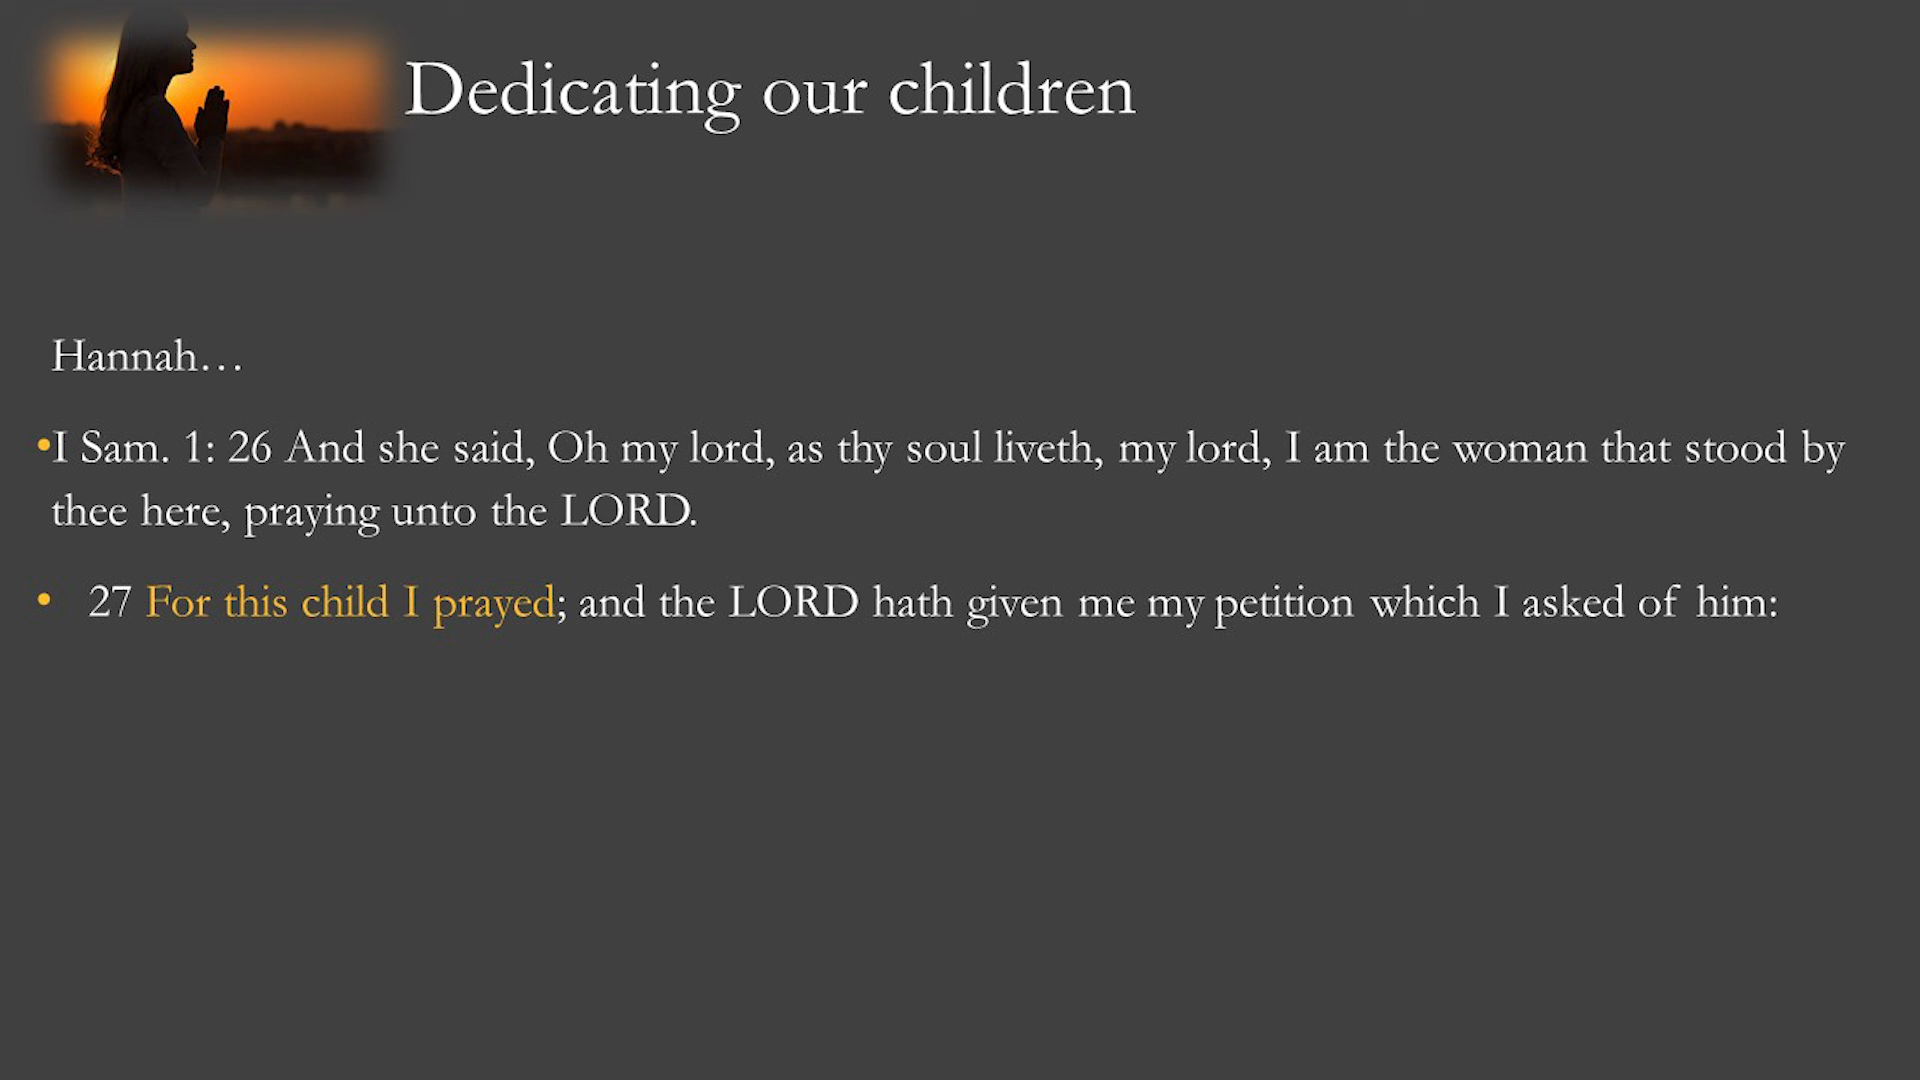 Dedicating our children
Hannah…
•I Sam. 1: 26 And she said, Oh my lord, as thy soul liveth, my lord, I am the woman that stood by
thee here, praying unto the LORD.
• 27 For this child I prayed; and the LORD hath given me my petition which I asked of him: